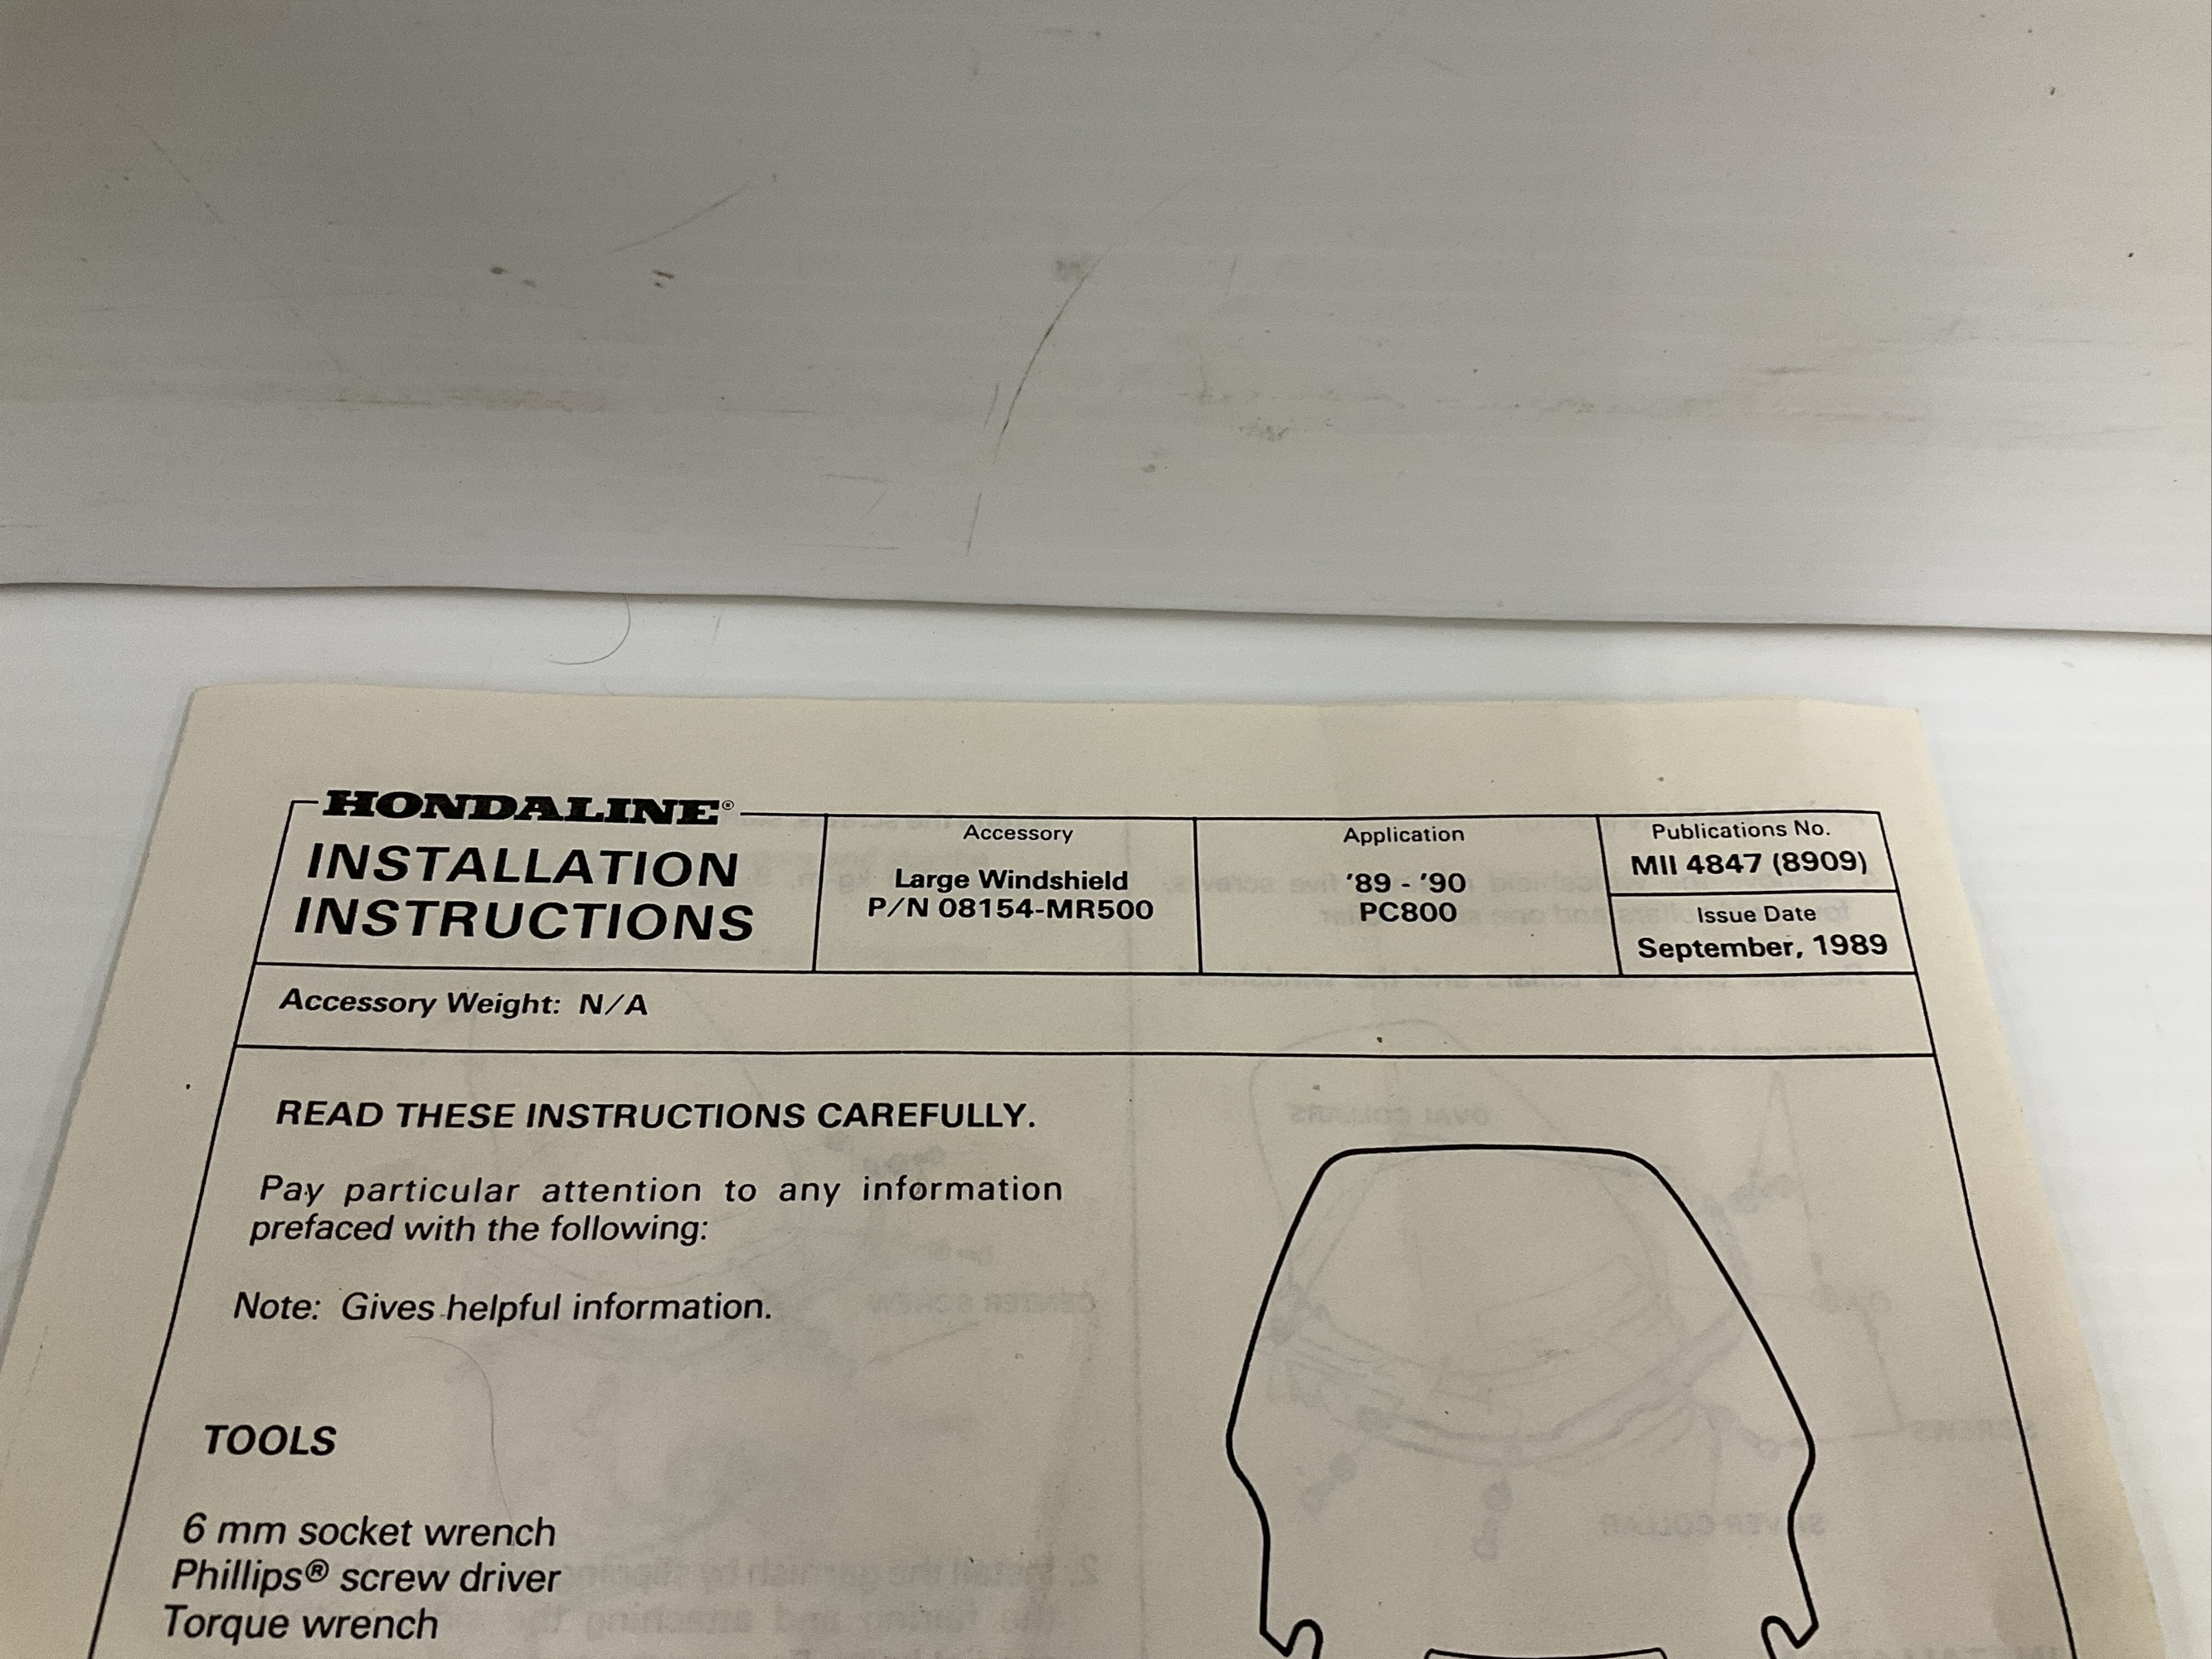 HONDALINE®
INSTALLATION
INSTRUCTIONS
Accessory
Large Windshield
P/N 08154-MR500
Application
'89 - '90
PC800
Publications No.
MII 4847 (8909)
Issue Date
September, 1989
Accessory Weight: N/A
READ THESE INSTRUCTIONS CAREFULLY.
Pay particular attention to any information
prefaced with the following:
Note: Gives helpful information.
TOOLS
6 mm socket wrench
Phillips® screw driver
Torque wrench